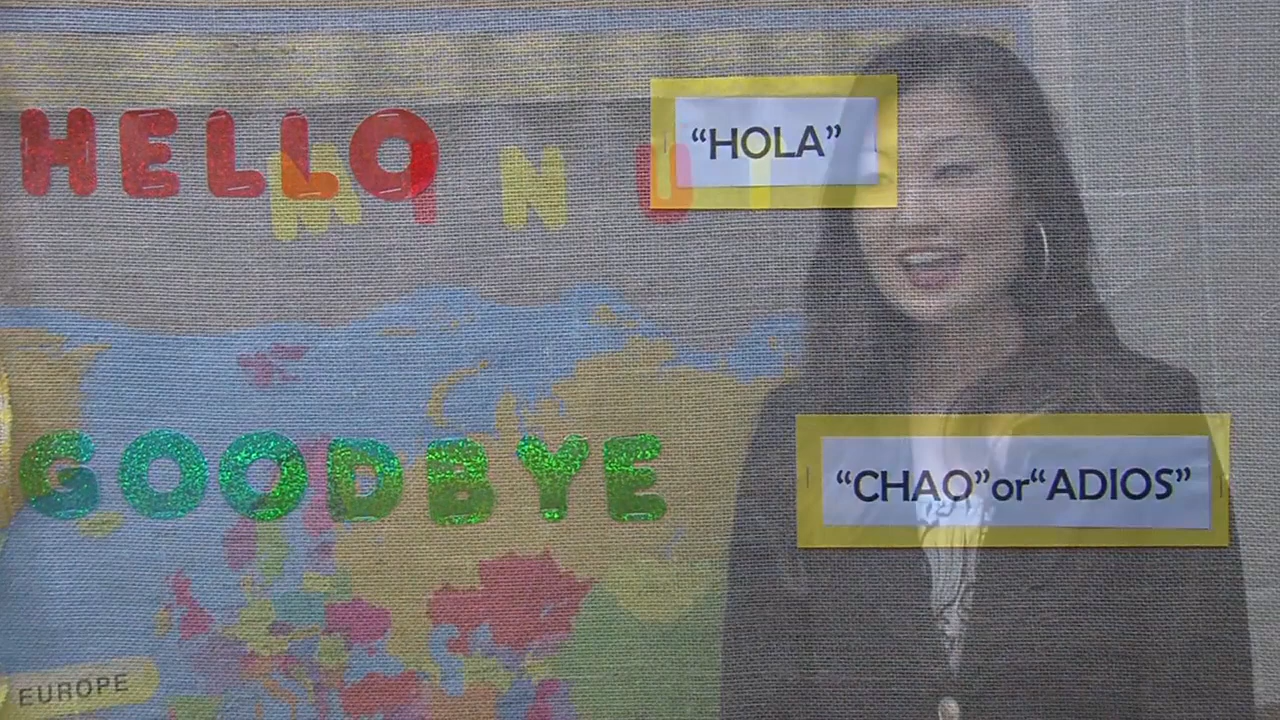 HELLO
“HOLA”
GOODBYE
“CHAO”or“ADIOS”
EUROPE